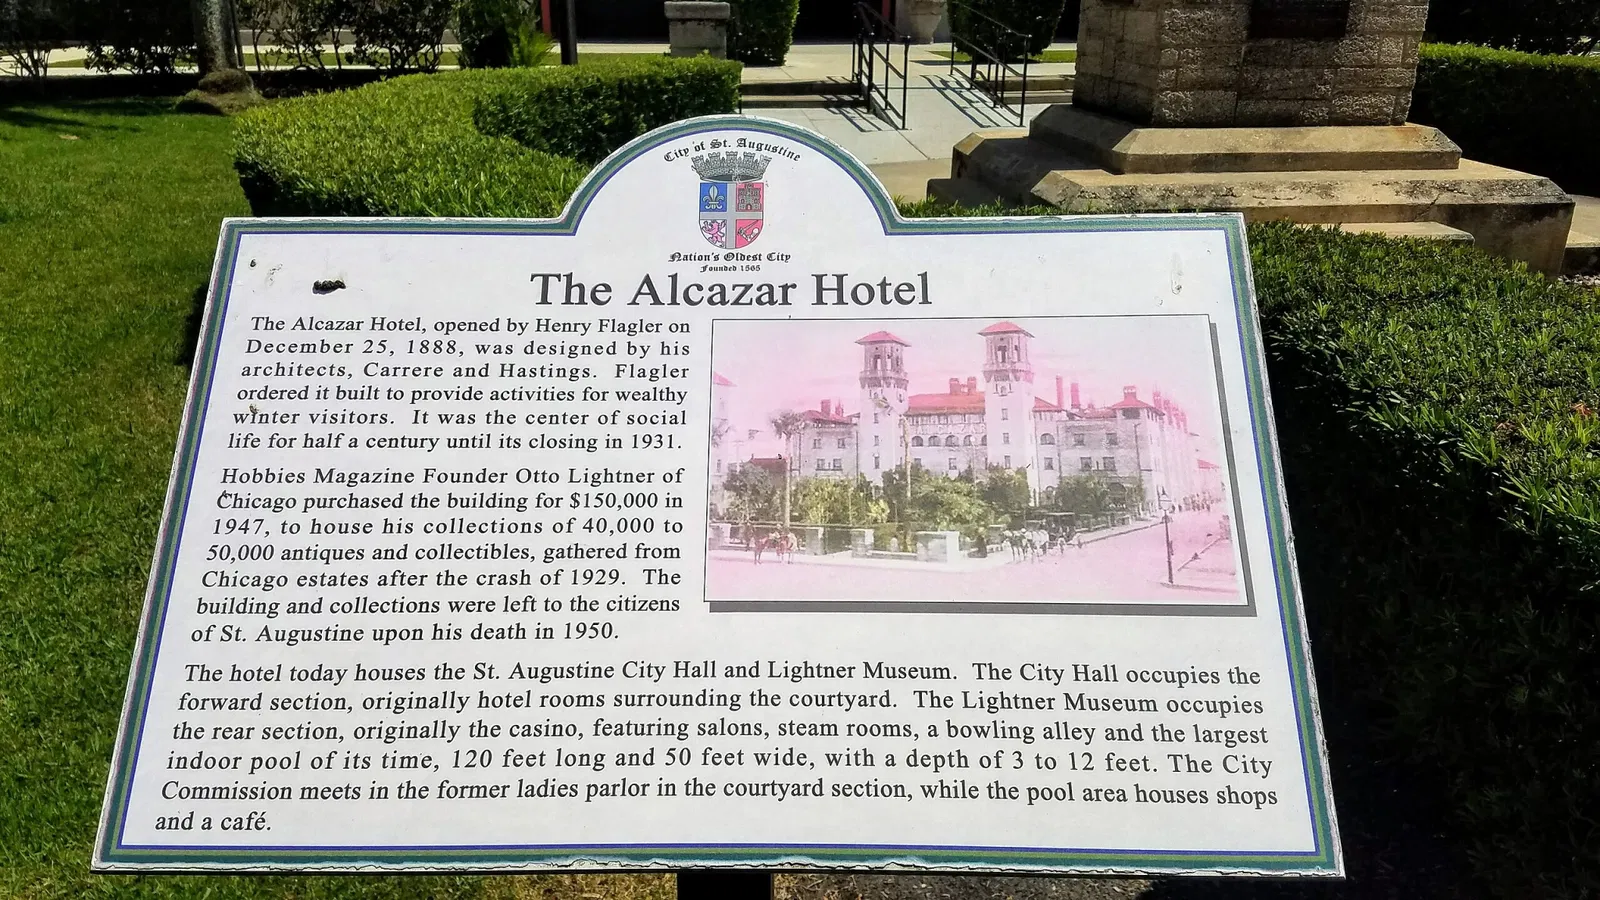 City of St. Augustine
Nation's Oldest City
Founded 1565
The Alcazar Hotel
The Alcazar Hotel, opened by Henry Flagler on
December 25, 1888, was designed by his
architects, Carrere and Hastings. Flagler
ordered it built to provide activities for wealthy
winter visitors. It was the center of social
life for half a century until its closing in 1931.
Hobbies Magazine Founder Otto Lightner of
Chicago purchased the building for $150,000 in
1947, to house his collections of 40,000 to
50,000 antiques and collectibles, gathered from
Chicago estates after the crash of 1929. The
building and collections were left to the citizens
of St. Augustine upon his death in 1950.
The hotel today houses the St. Augustine City Hall and Lightner Museum. The City Hall occupies the
forward section, originally hotel rooms surrounding the courtyard. The Lightner Museum occupies
the rear section, originally the casino, featuring salons, steam rooms, a bowling alley and the largest
indoor pool of its time, 120 feet long and 50 feet wide, with a depth of 3 to 12 feet. The City
Commission meets in the former ladies parlor in the courtyard section, while the pool area houses shops
and a café.